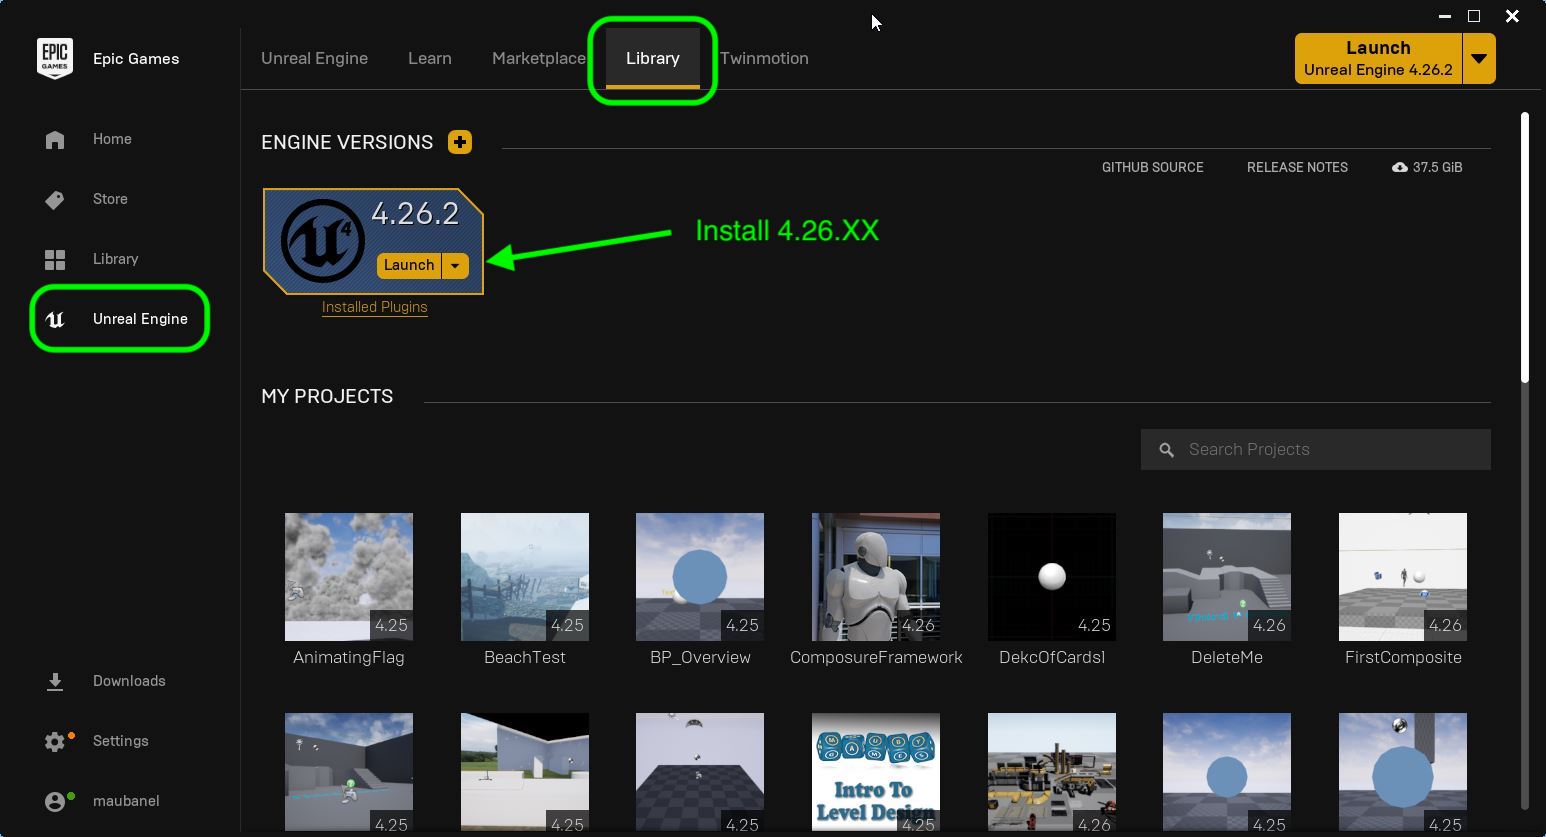 EPIC
GAMES
Epic Games
Unreal Engine
Learn
Marketplace
Library
Twinmotion
Launch
Unreal Engine 4.26.2
Home
Store
Library
Unreal Engine
Downloads
Settings
maubanel
ENGINE VERSIONS
GITHUB SOURCE
RELEASE NOTES
37.5 GiB
4
4.26.2
Launch
Installed Plugins
Install 4.26.XX
MY PROJECTS
Search Projects
4.25
4.25
4.25
4.26
4.25
4.26
4.26
AnimatingFlag
BeachTest
BP_Overview
ComposureFramework
DekcOfCards1
DeleteMe
FirstComposite
MAUBY
GAMES
Intro To
Level Design
4.25
4.25
4.25
4.25
4.26
4.25
4.25